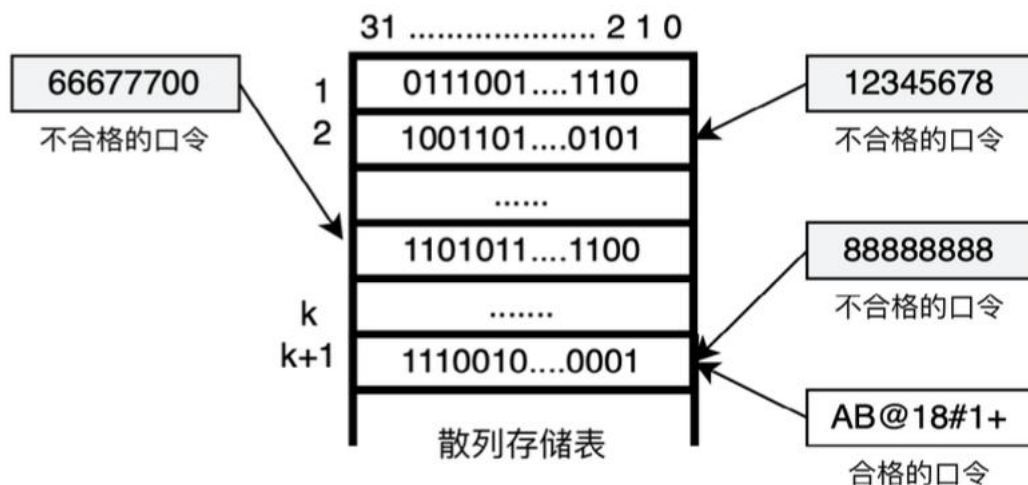 31 .................... 2 1 0
66677700
不合格的口令
1
0111001....1110
2
1001101....0101
12345678
不合格的口令
......
1101011....1100
88888888
不合格的口令
k
.......
k+1
1110010....0001
AB@18#1+
合格的口令
散列存储表